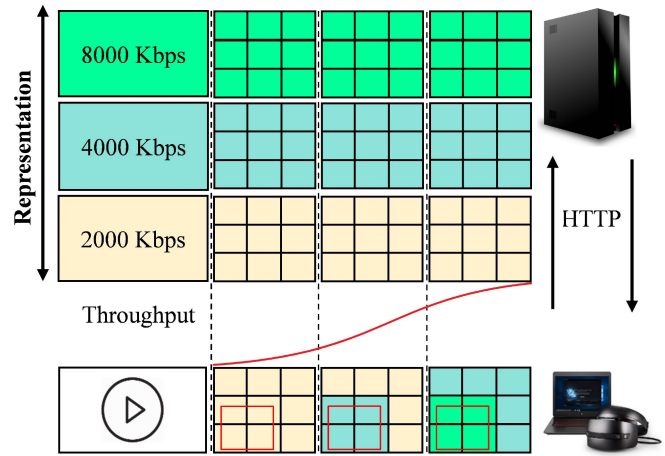 Representation
8000 Kbps
4000 Kbps
2000 Kbps
HTTP
Throughput